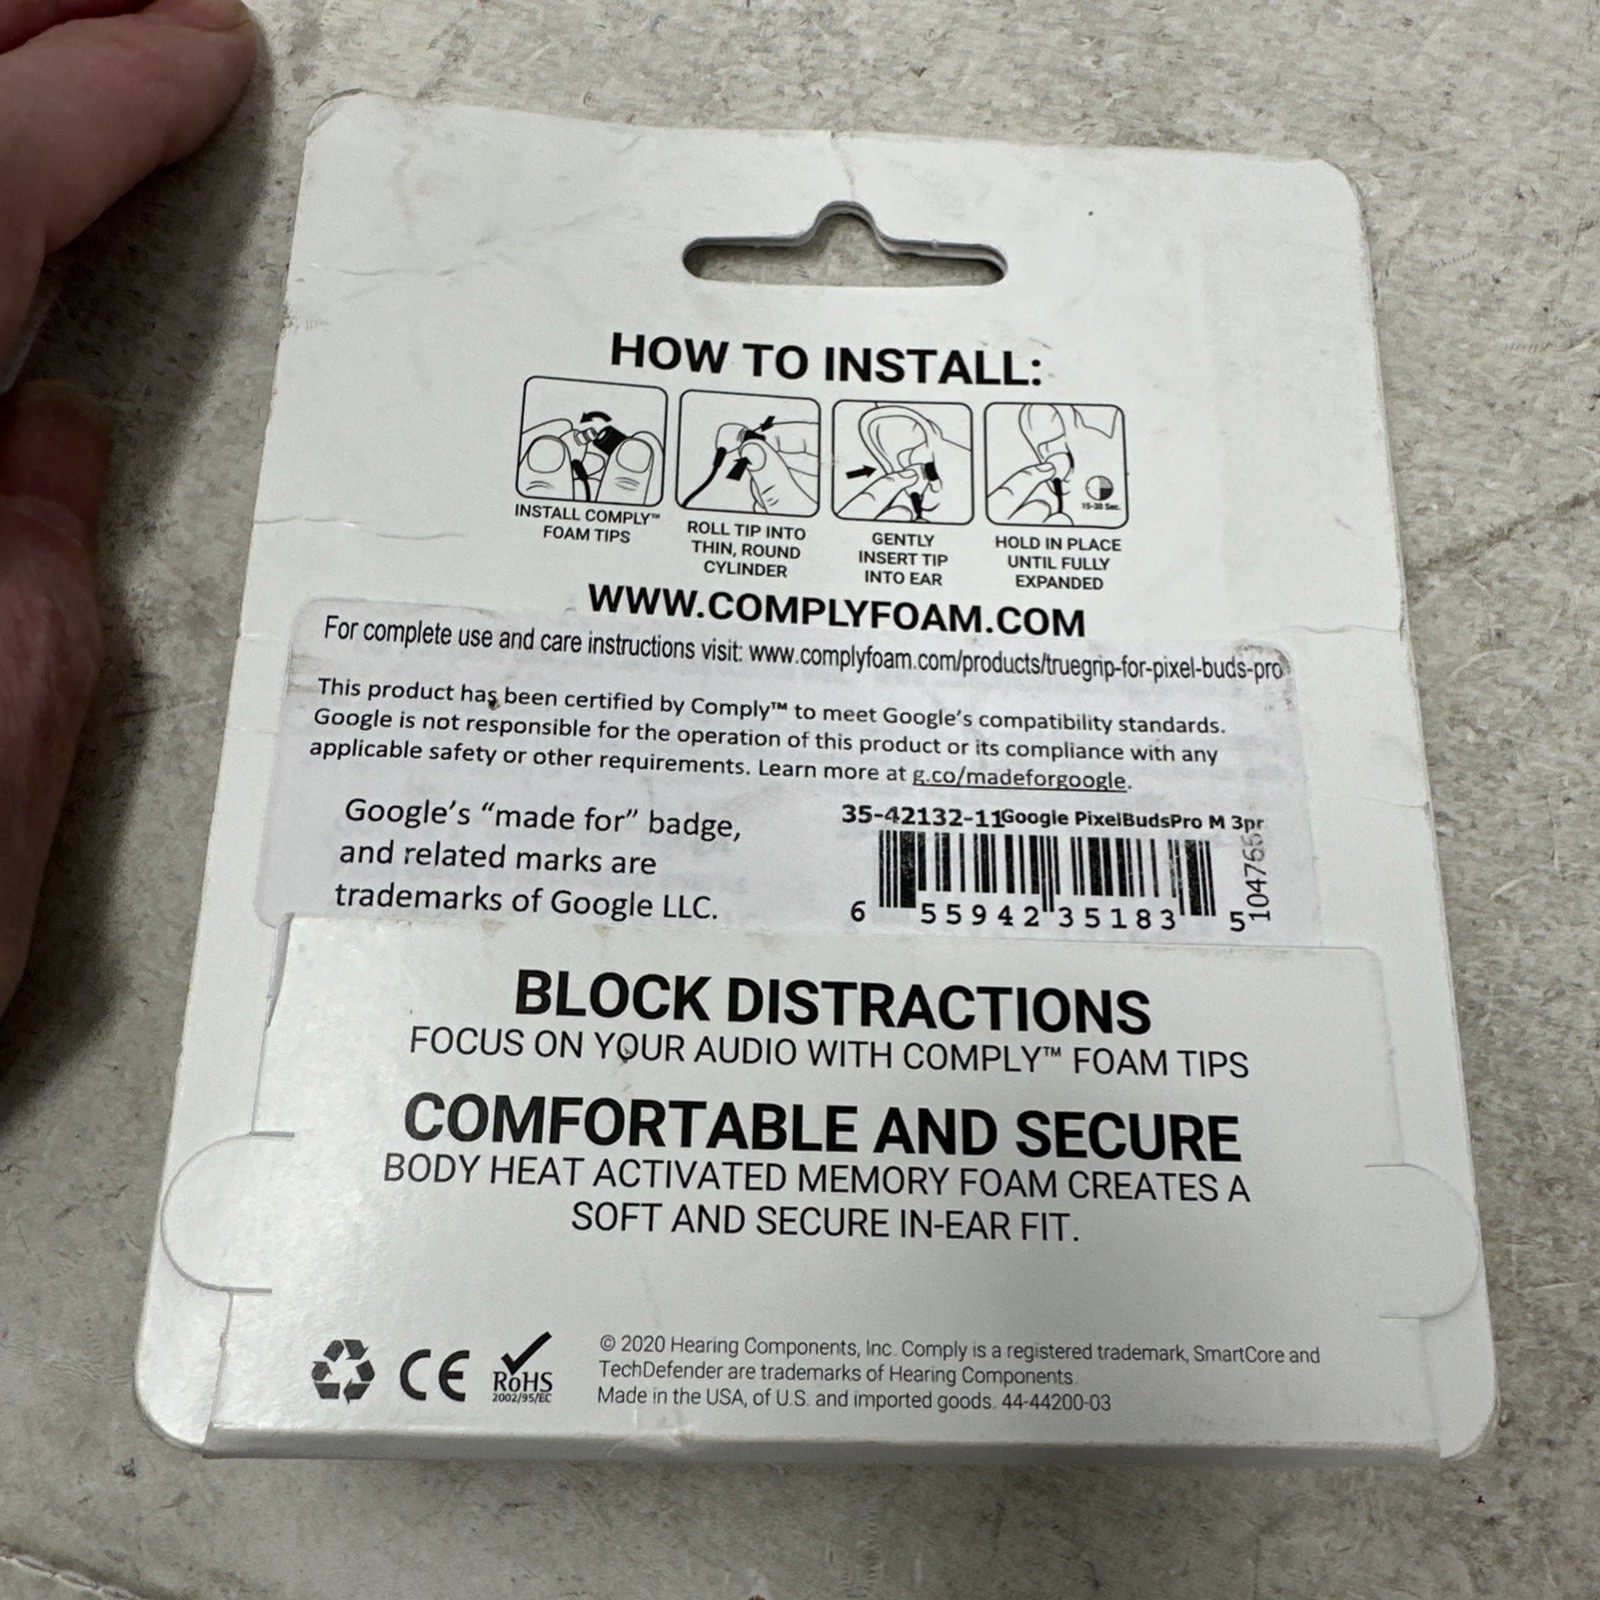 HOW TO INSTALL:
INSTALL COMPLY™
FOAM TIPS
ROLL TIP INTO
THIN, ROUND
CYLINDER
GENTLY
INSERT TIP
INTO EAR
15-30 Sec.
HOLD IN PLACE
UNTIL FULLY
EXPANDED
WWW.COMPLYFOAM.COM
For complete use and care instructions visit: www.complyfoam.com/products/truegrip-for-pixel-buds-pro
This product has been certified by Comply™ to meet Google's compatibility standards.
Google is not responsible for the operation of this product or its compliance with any
applicable safety or other requirements. Learn more at g.co/madeforgoogle.
Google's "made for" badge,
and related marks are
trademarks of Google LLC.
35-42132-11Google PixelBudsPro M 3pr
6 55942 35183 5
BLOCK DISTRACTIONS
FOCUS ON YOUR AUDIO WITH COMPLY™ FOAM TIPS
COMFORTABLE AND SECURE
BODY HEAT ACTIVATED MEMORY FOAM CREATES A
SOFT AND SECURE IN-EAR FIT.
CE
RoHS
2002/95/EC
© 2020 Hearing Components, Inc. Comply is a registered trademark, SmartCore and
TechDefender are trademarks of Hearing Components.
Made in the USA, of U.S. and imported goods. 44-44200-03